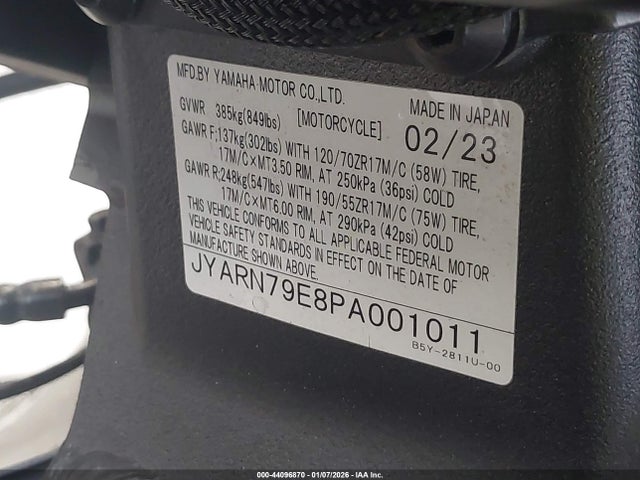 MFD.BY YAMAHA MOTOR CO.,LTD.
MADE IN JAPAN
GVWR 385kg(849lbs) [MOTORCYCLE] 02/23
GAWR F:137kg(302lbs) WITH 120/70ZR17M/C (58W) TIRE,
17M/C×MT3.50 RIM, AT 250kPa (36psi) COLD
GAWR R:248kg(547lbs) WITH 190/55ZR17M/C (75W) TIRE,
17M/C×MT6.00 RIM, AT 290kPa (42psi) COLD
THIS VEHICLE CONFORMS TO ALL APPLICABLE FEDERAL MOTOR
VEHICLE SAFETY STANDARDS IN EFFECT ON THE DATE OF
MANUFACTURE SHOWN ABOVE.
JYARN79E8PA001011
B5Y-2811U-00
000-44096870 - 01/07/2026 - IAA Inc.